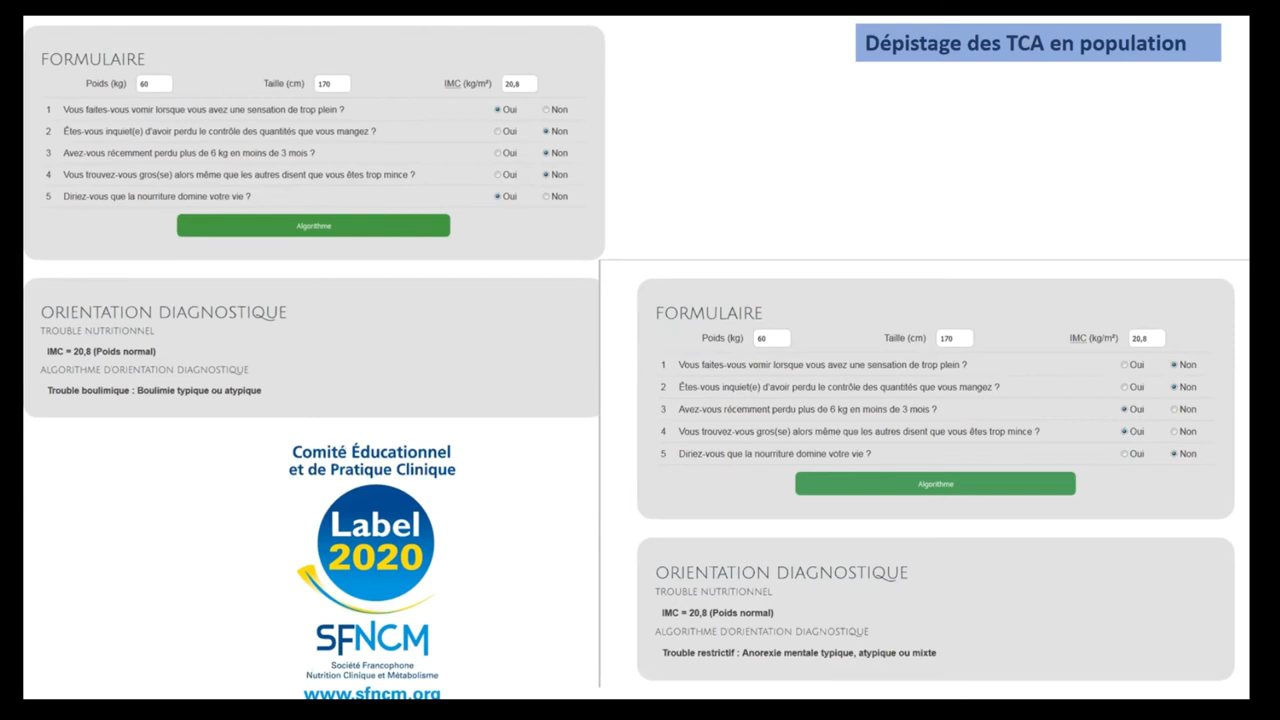 Dépistage des TCA en population
FORMULAIRE
Poids (kg) 60 Taille (cm) 170 IMC (kg/m²) 20,8
1 Vous faites-vous vomir lorsque vous avez une sensation de trop plein ? Oui Non
2 Êtes-vous inquiet(e) d'avoir perdu le contrôle des quantités que vous mangez ? Oui Non
3 Avez-vous récemment perdu plus de 6 kg en moins de 3 mois ? Oui Non
4 Vous trouvez-vous gros(se) alors même que les autres disent que vous êtes trop mince ? Oui Non
5 Diriez-vous que la nourriture domine votre vie ? Oui Non
Algorithme
ORIENTATION DIAGNOSTIQUE
TROUBLE NUTRITIONNEL
IMC = 20,8 (Poids normal)
ALGORITHME D'ORIENTATION DIAGNOSTIQUE
Trouble boulimique : Boulimie typique ou atypique
Comité Éducationnel
et de Pratique Clinique
Label
2020
SFNCM
Société Francophone
Nutrition Clinique et Métabolisme
www.sfncm.org
FORMULAIRE
Poids (kg) 60 Taille (cm) 170 IMC (kg/m²) 20,8
1 Vous faites-vous vomir lorsque vous avez une sensation de trop plein ? Oui Non
2 Êtes-vous inquiet(e) d'avoir perdu le contrôle des quantités que vous mangez ? Oui Non
3 Avez-vous récemment perdu plus de 6 kg en moins de 3 mois ? Oui Non
4 Vous trouvez-vous gros(se) alors même que les autres disent que vous êtes trop mince ? Oui Non
5 Diriez-vous que la nourriture domine votre vie ? Oui Non
Algorithme
ORIENTATION DIAGNOSTIQUE
TROUBLE NUTRITIONNEL
IMC = 20,8 (Poids normal)
ALGORITHME D'ORIENTATION DIAGNOSTIQUE
Trouble restrictif : Anorexie mentale typique, atypique ou mixte